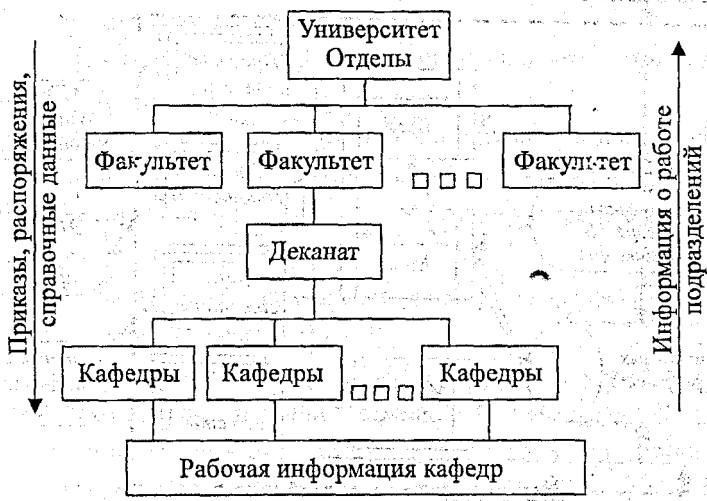 Университет
Отделы
Приказы, распоряжения,
справочные данные
Информация о работе
подразделений
Факультет
Факультет
Факультет
Деканат
Кафедры
Кафедры
Кафедры
Рабочая информация кафедр